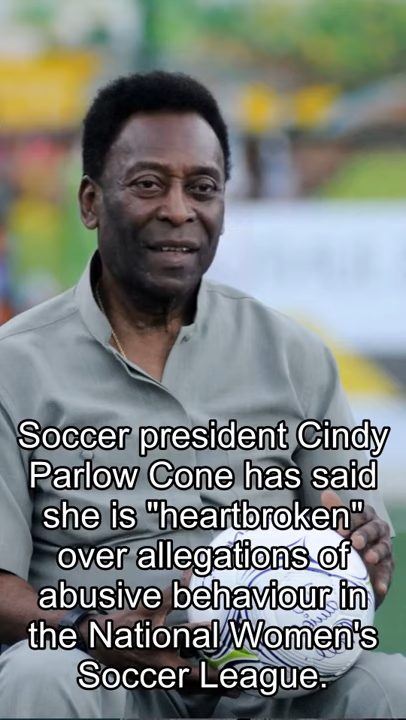 Soccer president Cindy
Parlow Cone has said
she is "heartbroken"
over allegations of
abusive behaviour in
the National Women's
Soccer League.